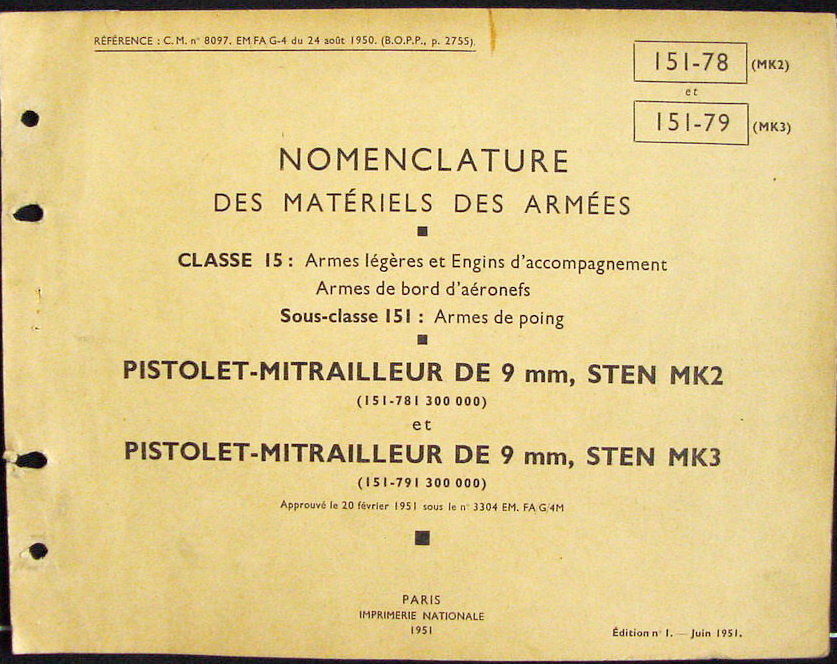 RÉFÉRENCE : C. M. n° 8097. EM FA G-4 du 24 août 1950. (B.O.P.P., p. 2755).
151-78 (MK2)
et
151-79 (MK3)
NOMENCLATURE
DES MATÉRIELS DES ARMÉES
CLASSE 15 : Armes légères et Engins d'accompagnement
Armes de bord d'aéronefs
Sous-classe 151 : Armes de poing
PISTOLET-MITRAILLEUR DE 9 mm, STEN MK2
(151-781 300 000)
et
PISTOLET-MITRAILLEUR DE 9 mm, STEN MK3
(151-791 300 000)
Approuvé le 20 février 1951 sous le n° 3304 EM. FA/G/4M
PARIS
IMPRIMERIE NATIONALE
1951
Édition n° 1. — Juin 1951.